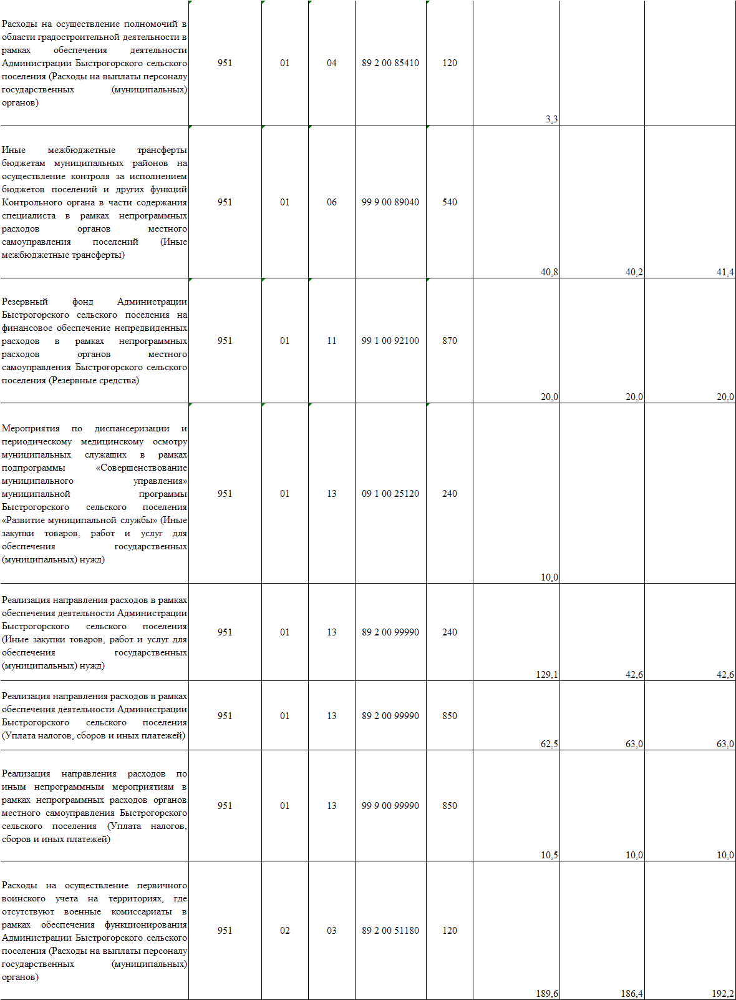 Расходы на осуществление полномочий в
области градостроительной деятельности в
рамках обеспечения деятельности
Администрации Быстрогорского сельского
поселения (Расходы на выплаты персоналу
государственных (муниципальных)
органов)
951 01 04 89 2 00 85410 120
3,3
Иные межбюджетные трансферты
бюджетам муниципальных районов на
осуществление контроля за исполнением
бюджетов поселений и других функций
Контрольного органа в части содержания
специалиста в рамках непрограммных
расходов органов местного
самоуправления поселений (Иные
межбюджетные трансферты)
951 01 06 99 9 00 89040 540
40,8 40,2 41,4
Резервный фонд Администрации
Быстрогорского сельского поселения на
финансовое обеспечение непредвиденных
расходов в рамках непрограммных
расходов органов местного
самоуправления Быстрогорского сельского
поселения (Резервные средства)
951 01 11 99 1 00 92100 870
20,0 20,0 20,0
Мероприятия по диспансеризации и
периодическому медицинскому осмотру
муниципальных служащих в рамках
подпрограммы «Совершенствование
муниципального управления»
муниципальной программы
Быстрогорского сельского поселения
«Развитие муниципальной службы» (Иные
закупки товаров, работ и услуг для
обеспечения государственных
(муниципальных) нужд)
951 01 13 09 1 00 25120 240
10,0
Реализация направления расходов в рамках
обеспечения деятельности Администрации
Быстрогорского сельского поселения
(Иные закупки товаров, работ и услуг для
обеспечения государственных
(муниципальных) нужд)
951 01 13 89 2 00 99990 240
129,1 42,6 42,6
Реализация направления расходов в рамках
обеспечения деятельности Администрации
Быстрогорского сельского поселения
(Уплата налогов, сборов и иных платежей)
951 01 13 89 2 00 99990 850
62,5 63,0 63,0
Реализация направления расходов по
иным непрограммным мероприятиям в
рамках непрограммных расходов органов
местного самоуправления Быстрогорского
сельского поселения (Уплата налогов,
сборов и иных платежей)
951 01 13 99 9 00 99990 850
10,5 10,0 10,0
Расходы на осуществление первичного
воинского учета на территориях, где
отсутствуют военные комиссариаты в
рамках обеспечения функционирования
Администрации Быстрогорского сельского
поселения (Расходы на выплаты персоналу
государственных (муниципальных)
органов)
951 02 03 89 2 00 51180 120
189,6 186,4 192,2